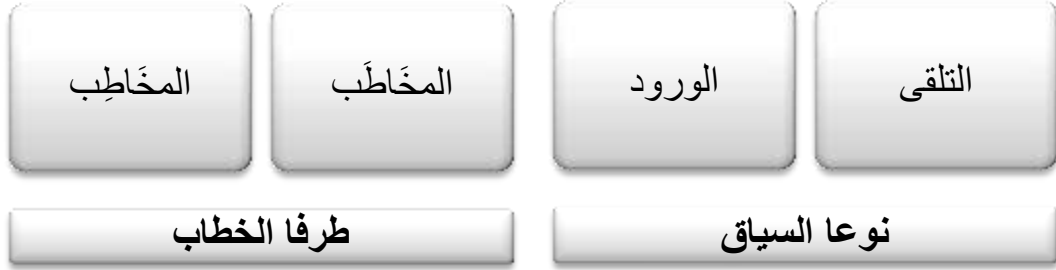 التلقى
الورود
المخَاطَب
المخَاطِب
نوعا السياق
طرفا الخطاب